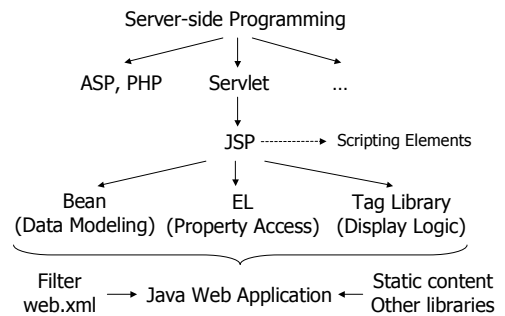 Server-side Programming
ASP, PHP Servlet ...
JSP Scripting Elements
Bean EL Tag Library
(Data Modeling) (Property Access) (Display Logic)
Filter Static content
Java Web Application
web.xml Other libraries